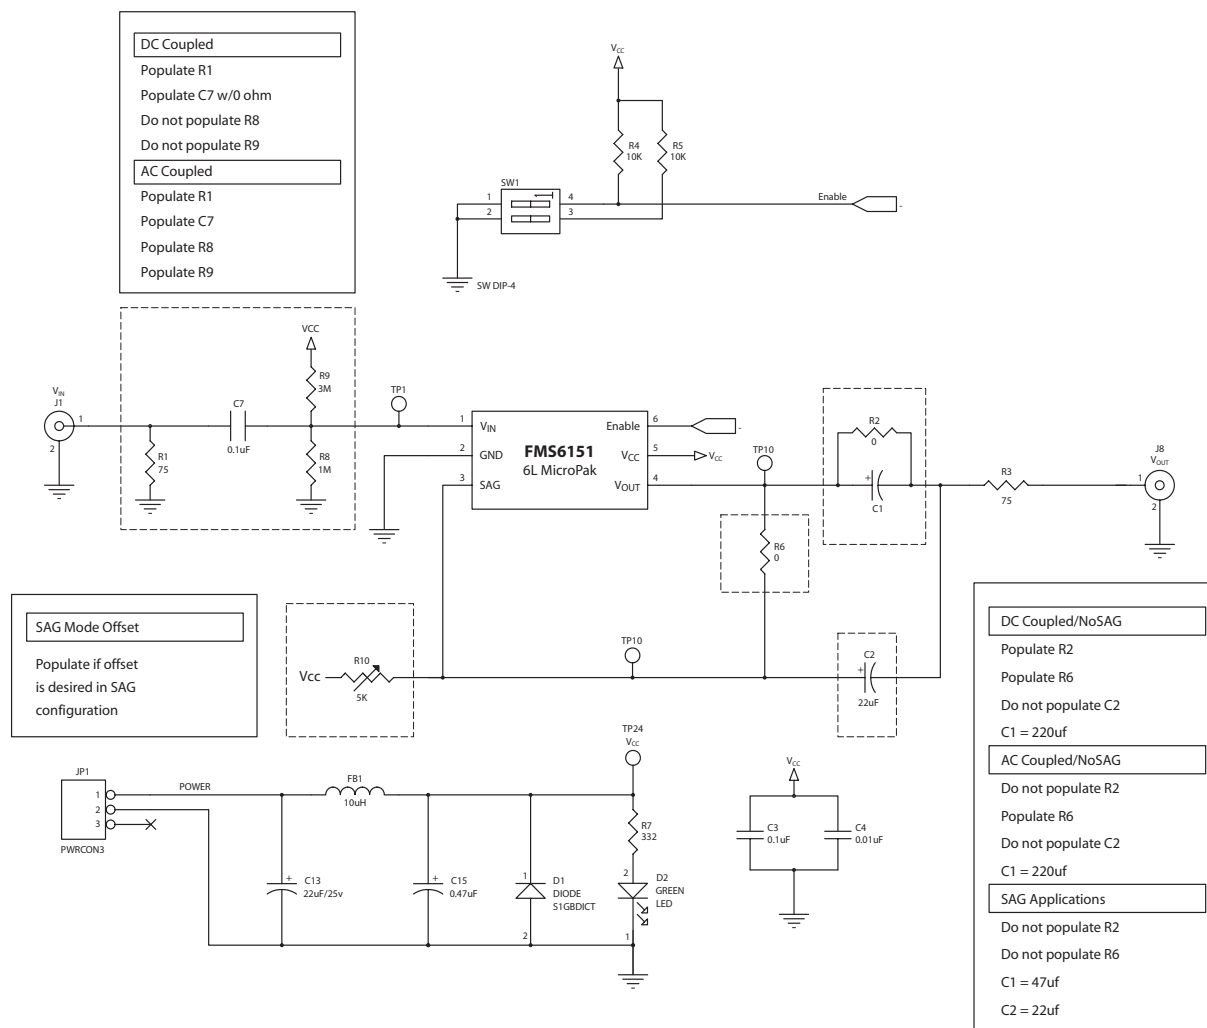 DC Coupled
Populate R1
Populate C7 w/0 ohm
Do not populate R8
Do not populate R9
AC Coupled
Populate R1
Populate C7
Populate R8
Populate R9
VCC
R4
10K
R5
10K
SW1
1
2
4
3
Enable
-
SW DIP-4
VIN
J1
1
2
R1
75
C7
0.1uF
VCC
R9
3M
R8
1M
TP1
1
2
3
VIN
GND
SAG
FMS6151
6L MicroPak
Enable
VCC
VOUT
6
5
4
-
VCC
TP10
R2
0
+
C1
R3
75
J8
VOUT
1
2
R6
0
SAG Mode Offset
Populate if offset
is desired in SAG
configuration
Vcc
R10
5K
TP10
C2
+
22uF
DC Coupled/NoSAG
Populate R2
Populate R6
Do not populate C2
C1 = 220uf
AC Coupled/NoSAG
Do not populate R2
Populate R6
Do not populate C2
C1 = 220uf
SAG Applications
Do not populate R2
Do not populate R6
C1 = 47uf
C2 = 22uf
JP1
1
2
3
PWRCON3
POWER
FB1
10uH
TP24
VCC
+
C13
22uF/25v
+
C15
0.47uF
1
D1
DIODE
S1GBDICT
2
R7
332
2
D2
GREEN
LED
1
VCC
C3
0.1uF
C4
0.01uF